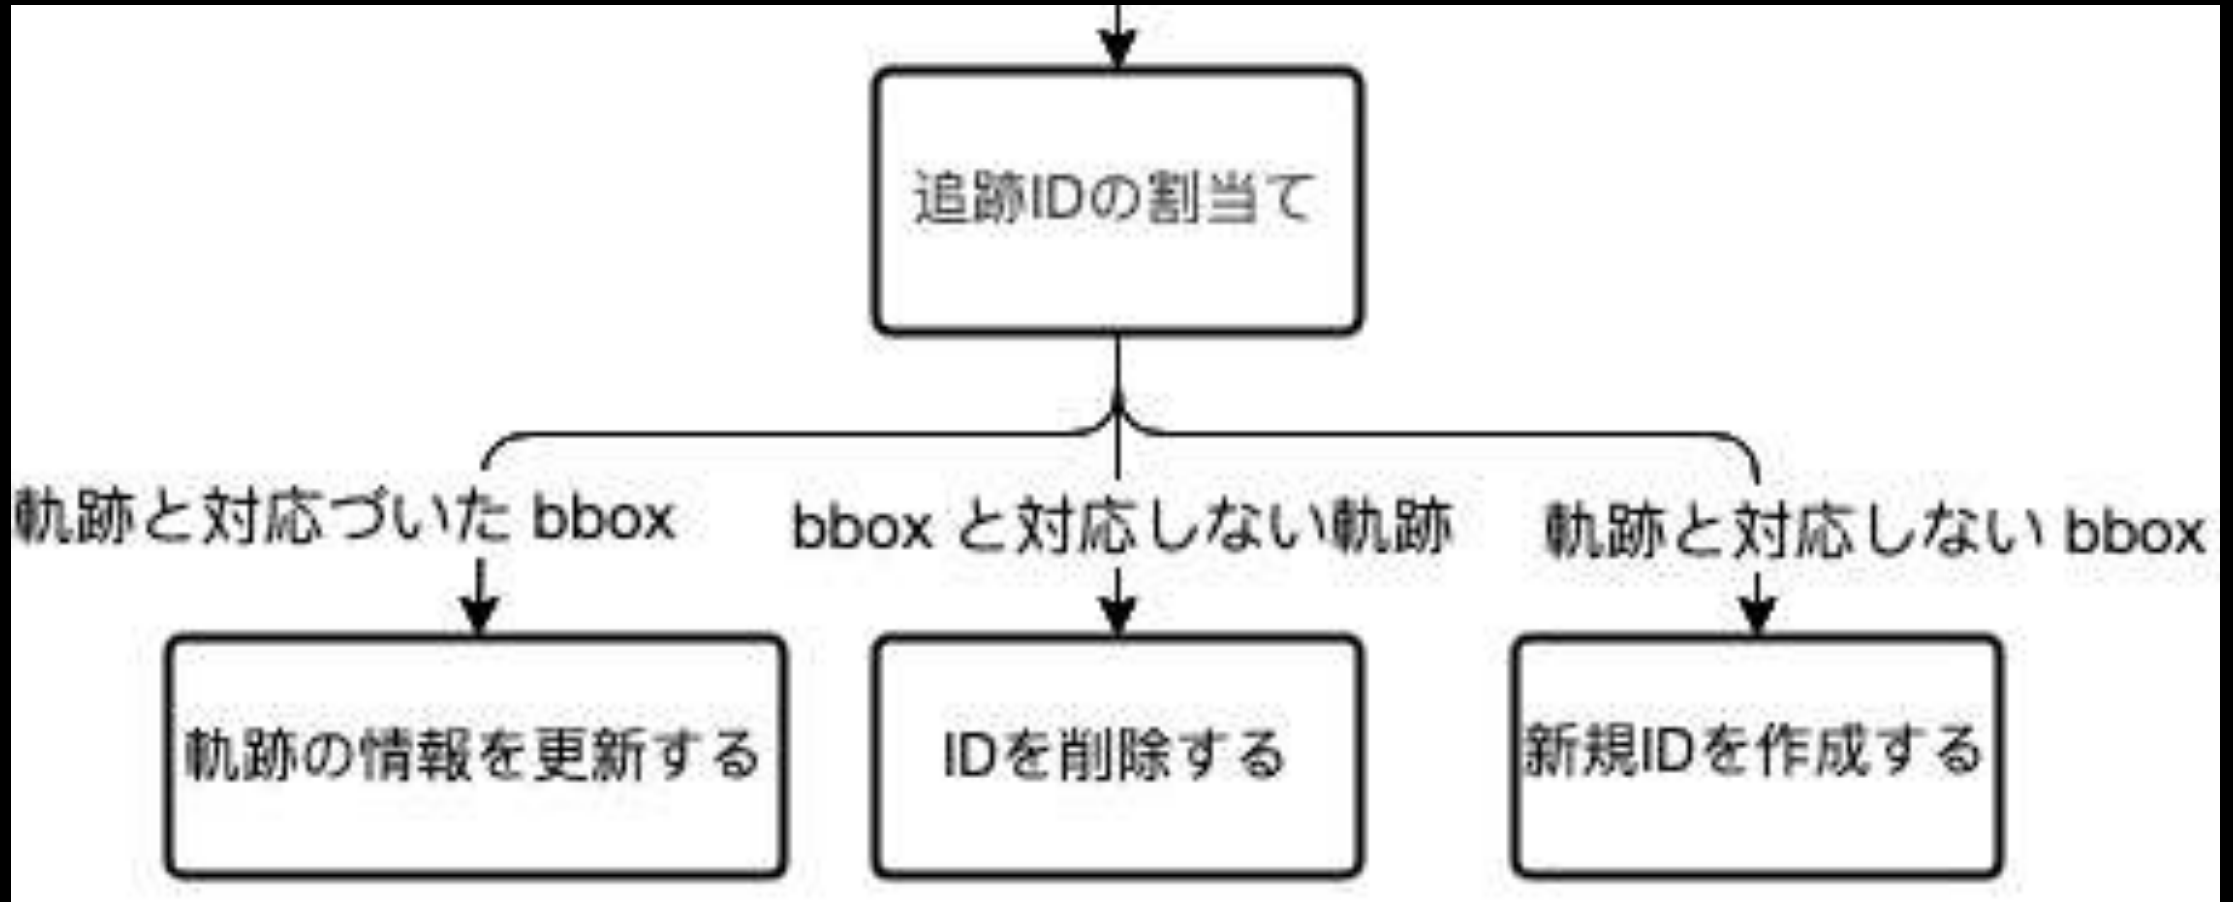 追跡IDの割当て
軌跡と対応づいた bbox
bbox と対応しない軌跡
軌跡と対応しない bbox
軌跡の情報を更新する
IDを削除する
新規IDを作成する